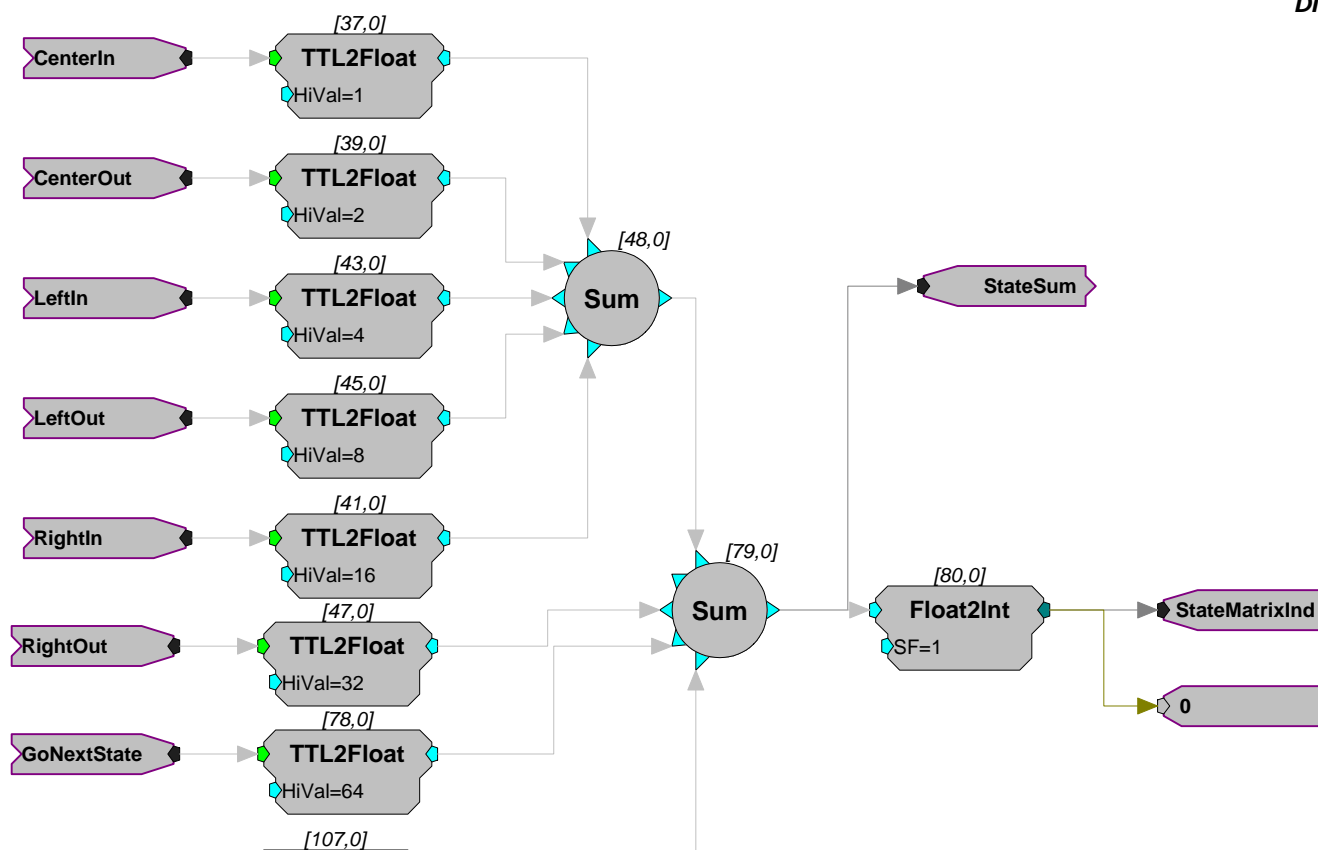 DI
[37,0]
CenterIn
TTL2Float
HiVal=1
[39,0]
CenterOut
TTL2Float
HiVal=2
[48,0]
[43,0]
LeftIn
TTL2Float
HiVal=4
Sum
StateSum
[45,0]
LeftOut
TTL2Float
HiVal=8
[41,0]
RightIn
TTL2Float
HiVal=16
[79,0]
[80,0]
[47,0]
RightOut
TTL2Float
HiVal=32
Sum
Float2Int
SF=1
StateMatrixInd
0
[78,0]
GoNextState
TTL2Float
HiVal=64
[107,0]